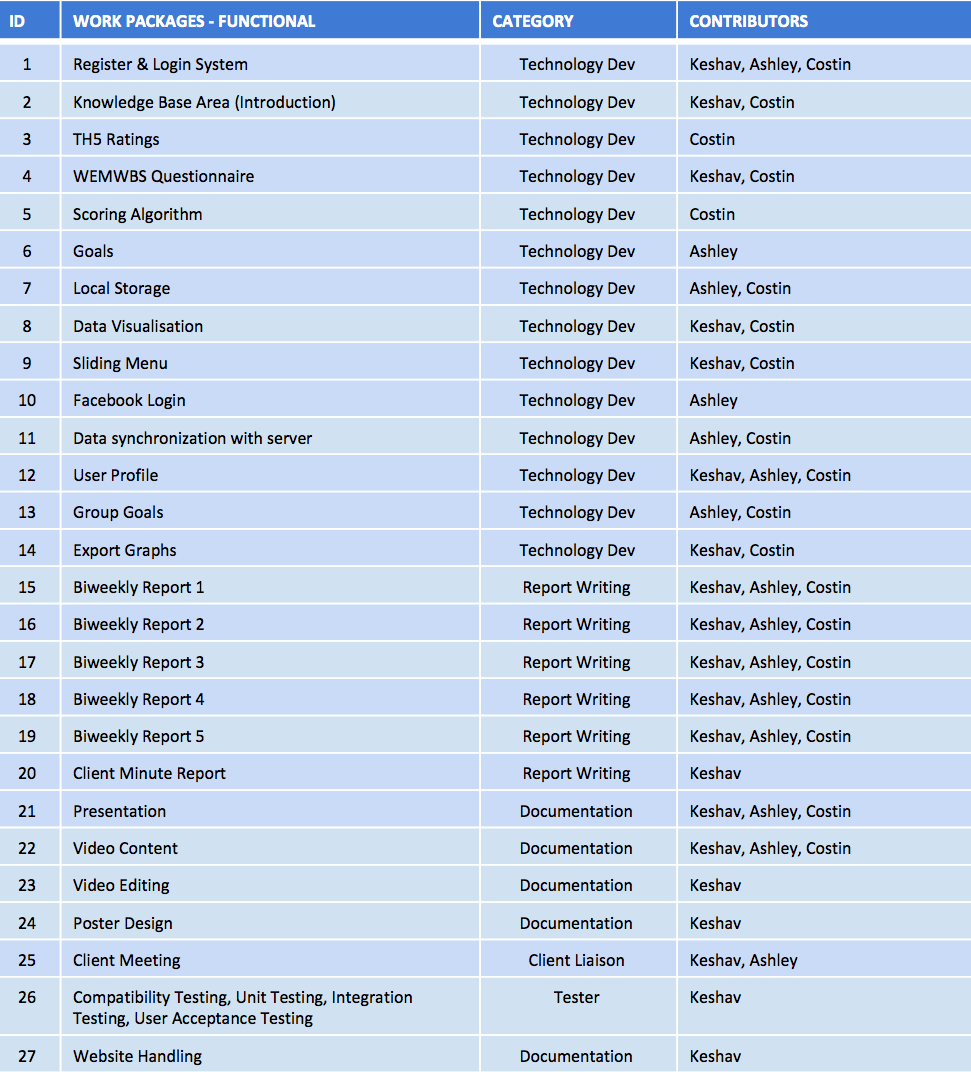 ID WORK PACKAGES - FUNCTIONAL CATEGORY CONTRIBUTORS
1 Register & Login System Technology Dev Keshav, Ashley, Costin
2 Knowledge Base Area (Introduction) Technology Dev Keshav, Costin
3 TH5 Ratings Technology Dev Costin
4 WEMWBS Questionnaire Technology Dev Keshav, Costin
5 Scoring Algorithm Technology Dev Costin
6 Goals Technology Dev Ashley
7 Local Storage Technology Dev Ashley, Costin
8 Data Visualisation Technology Dev Keshav, Costin
9 Sliding Menu Technology Dev Keshav, Costin
10 Facebook Login Technology Dev Ashley
11 Data synchronization with server Technology Dev Ashley, Costin
12 User Profile Technology Dev Keshav, Ashley, Costin
13 Group Goals Technology Dev Ashley, Costin
14 Export Graphs Technology Dev Keshav, Costin
15 Biweekly Report 1 Report Writing Keshav, Ashley, Costin
16 Biweekly Report 2 Report Writing Keshav, Ashley, Costin
17 Biweekly Report 3 Report Writing Keshav, Ashley, Costin
18 Biweekly Report 4 Report Writing Keshav, Ashley, Costin
19 Biweekly Report 5 Report Writing Keshav, Ashley, Costin
20 Client Minute Report Report Writing Keshav
21 Presentation Documentation Keshav, Ashley, Costin
22 Video Content Documentation Keshav, Ashley, Costin
23 Video Editing Documentation Keshav
24 Poster Design Documentation Keshav
25 Client Meeting Client Liaison Keshav, Ashley
26 Compatibility Testing, Unit Testing, Integration Tester Keshav
Testing, User Acceptance Testing
27 Website Handling Documentation Keshav